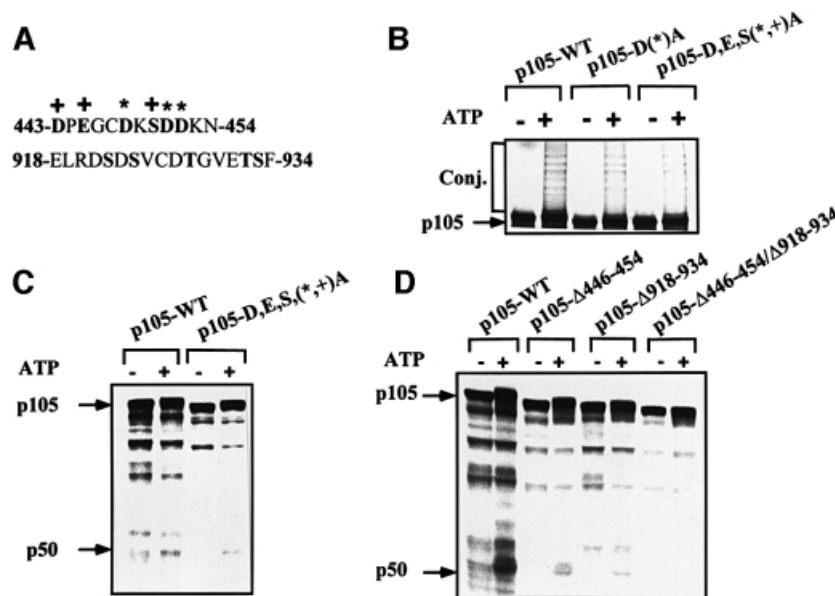 A
+ + * + * *
443-DPEGCDKSDDKN-454
918-ELRDSDSVCDTGVETSF-934
B
p105-WT
p105-D(*)A
p105-D,E,S(*,+)A
ATP - + - + - +
Conj.
p105
C
p105-WT
p105-D,E,S,(*,+)A
ATP - + - +
p105
p50
D
p105-WT
p105-Δ446-454
p105-Δ918-934
p105-Δ446-454/Δ918-934
ATP - + - + - + - +
p105
p50